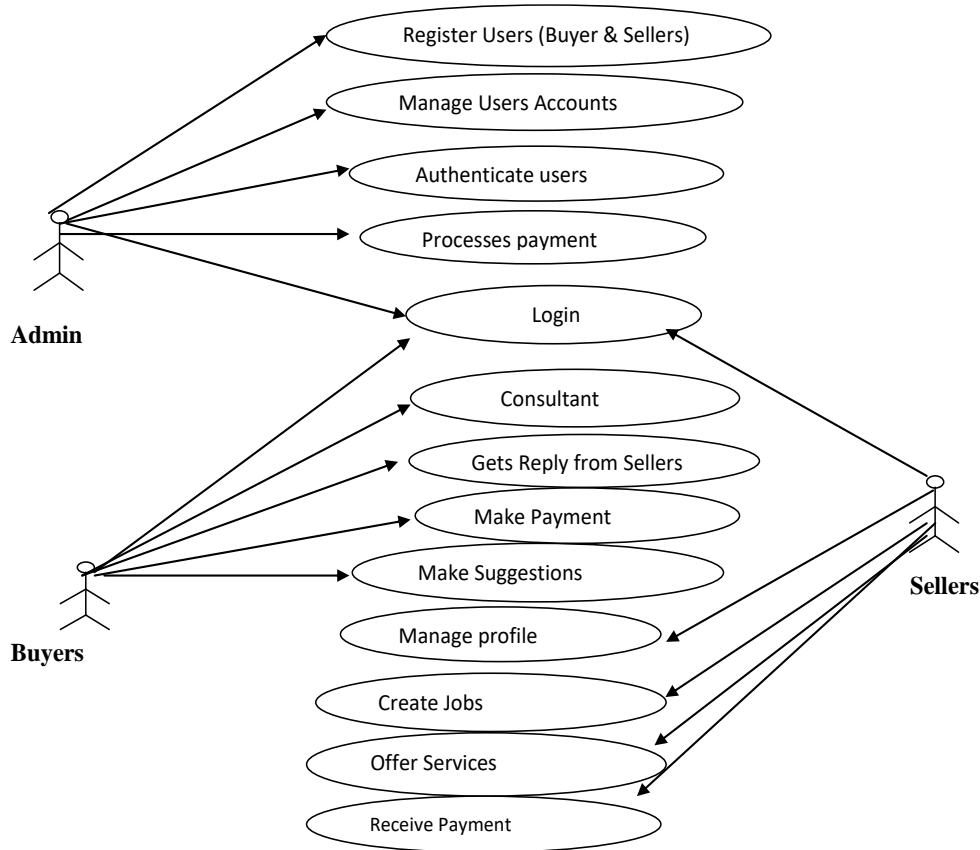 Register Users (Buyer & Sellers)
Manage Users Accounts
Authenticate users
Processes payment
Admin
Login
Consultant
Gets Reply from Sellers
Make Payment
Make Suggestions
Sellers
Buyers
Manage profile
Create Jobs
Offer Services
Receive Payment